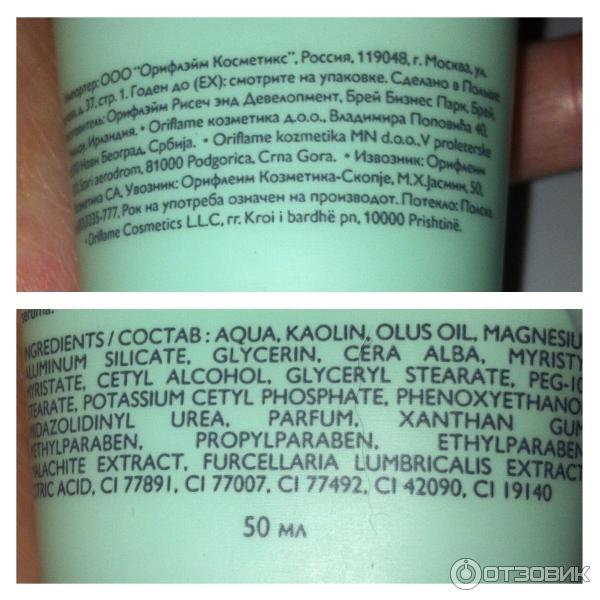 ООО "Орифлэйм Косметикс", Россия, 119048, г. Москва, ул.
д. 37, стр. 1. Годен до (EX): смотрите на упаковке. Сделано в Польше.
Орифлэйм Рисеч энд Девелопмент, Брей Бизнес Парк, Брей,
Ирландия. • Oriflame козметика д.о.о., Владимира Поповића 40,
Нови Београд, Србија. • Oriflame kozmetika MN d.o.o., V proleterske
Stari aerodrom, 81000 Podgorica, Crna Gora. • Извозник: Орифлеим
СА. Увозник: Орифлеим Козметика-Скопје, М.Х.Јасмин, 50,
Рок на употреба означен на производот. Потекло: Полска.
• Oriflame Cosmetics L.L.C, rr. Kroi i bardhë pn, 10000 Prishtinë.
seruma.
INGREDIENTS / СОСТАВ : AQUA, KAOLIN, OLUS OIL, MAGNESIU
ALUMINUM SILICATE, GLYCERIN, CERA ALBA, MYRISTY
MYRISTATE, CETYL ALCOHOL, GLYCERYL STEARATE, PEG-10
STEARATE, POTASSIUM CETYL PHOSPHATE, PHENOXYETHANOL
IMIDAZOLIDINYL UREA, PARFUM, XANTHAN GUM
METHYLPARABEN, PROPYLPARABEN, ETHYLPARABEN
MALACHITE EXTRACT, FURCELLARIA LUMBRICALIS EXTRACT
CITRIC ACID, CI 77891, CI 77007, CI 77492, CI 42090, CI 19140
50 МЛ
ОТЗОВИК